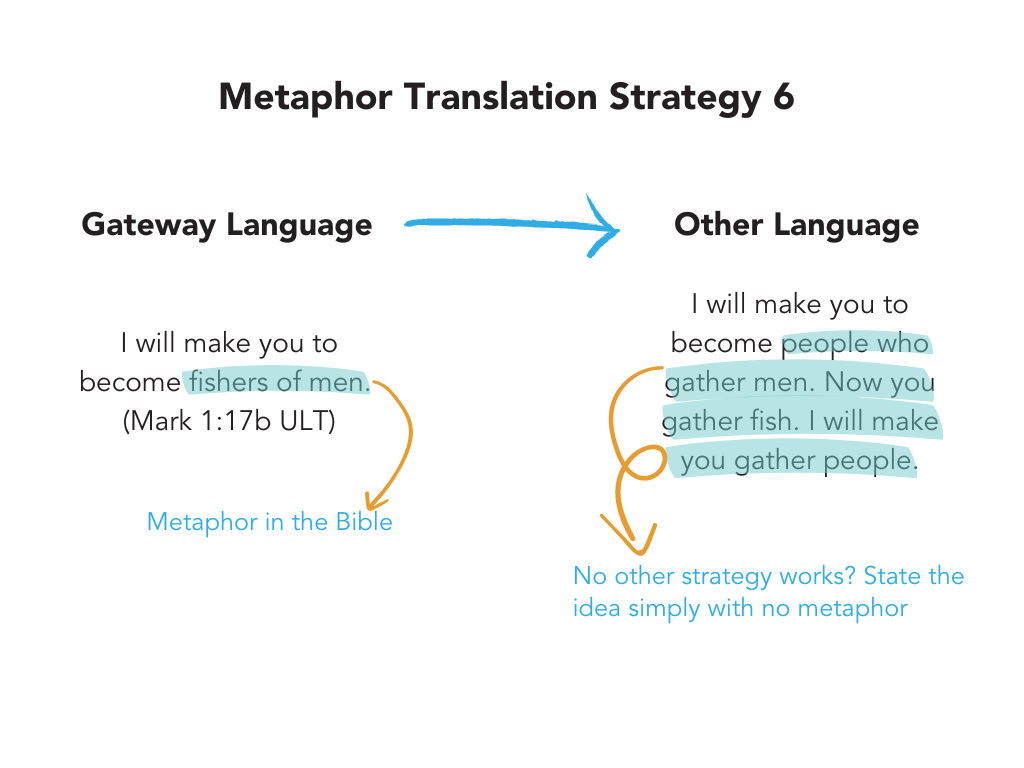 Metaphor Translation Strategy 6
Gateway Language
I will make you to
become fishers of men.
(Mark 1:17b ULT)
Metaphor in the Bible
Other Language
I will make you to
become people who
gather men. Now you
gather fish. I will make
you gather people.
No other strategy works? State the
idea simply with no metaphor